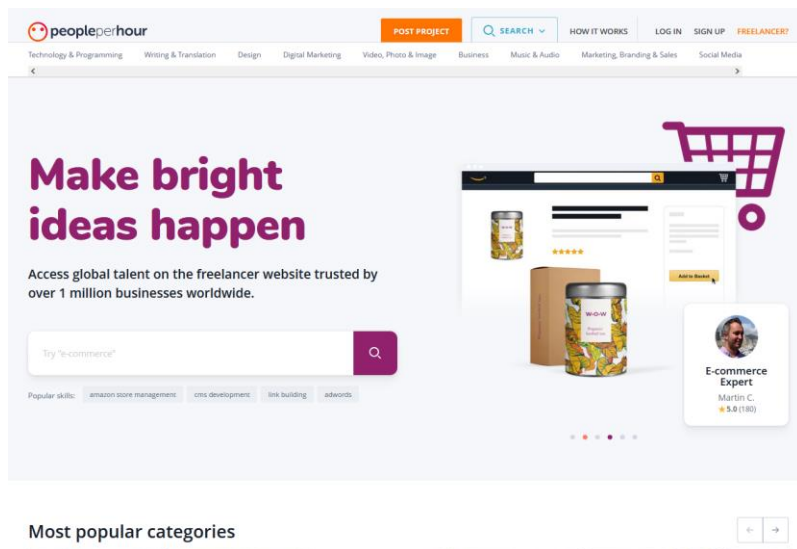 peopleperhour
POST PROJECT
SEARCH
HOW IT WORKS
LOG IN
SIGN UP
FREELANCER?
Technology & Programming
Writing & Translation
Design
Digital Marketing
Video, Photo & Image
Business
Music & Audio
Marketing, Branding & Sales
Social Media
Make bright
ideas happen
Access global talent on the freelancer website trusted by
over 1 million businesses worldwide.
Try "e-commerce"
Popular skills:
amazon store management
cms development
link building
adwords
Add to Basket
W·O·W
E-commerce
Expert
Martin C.
5.0 (180)
Most popular categories